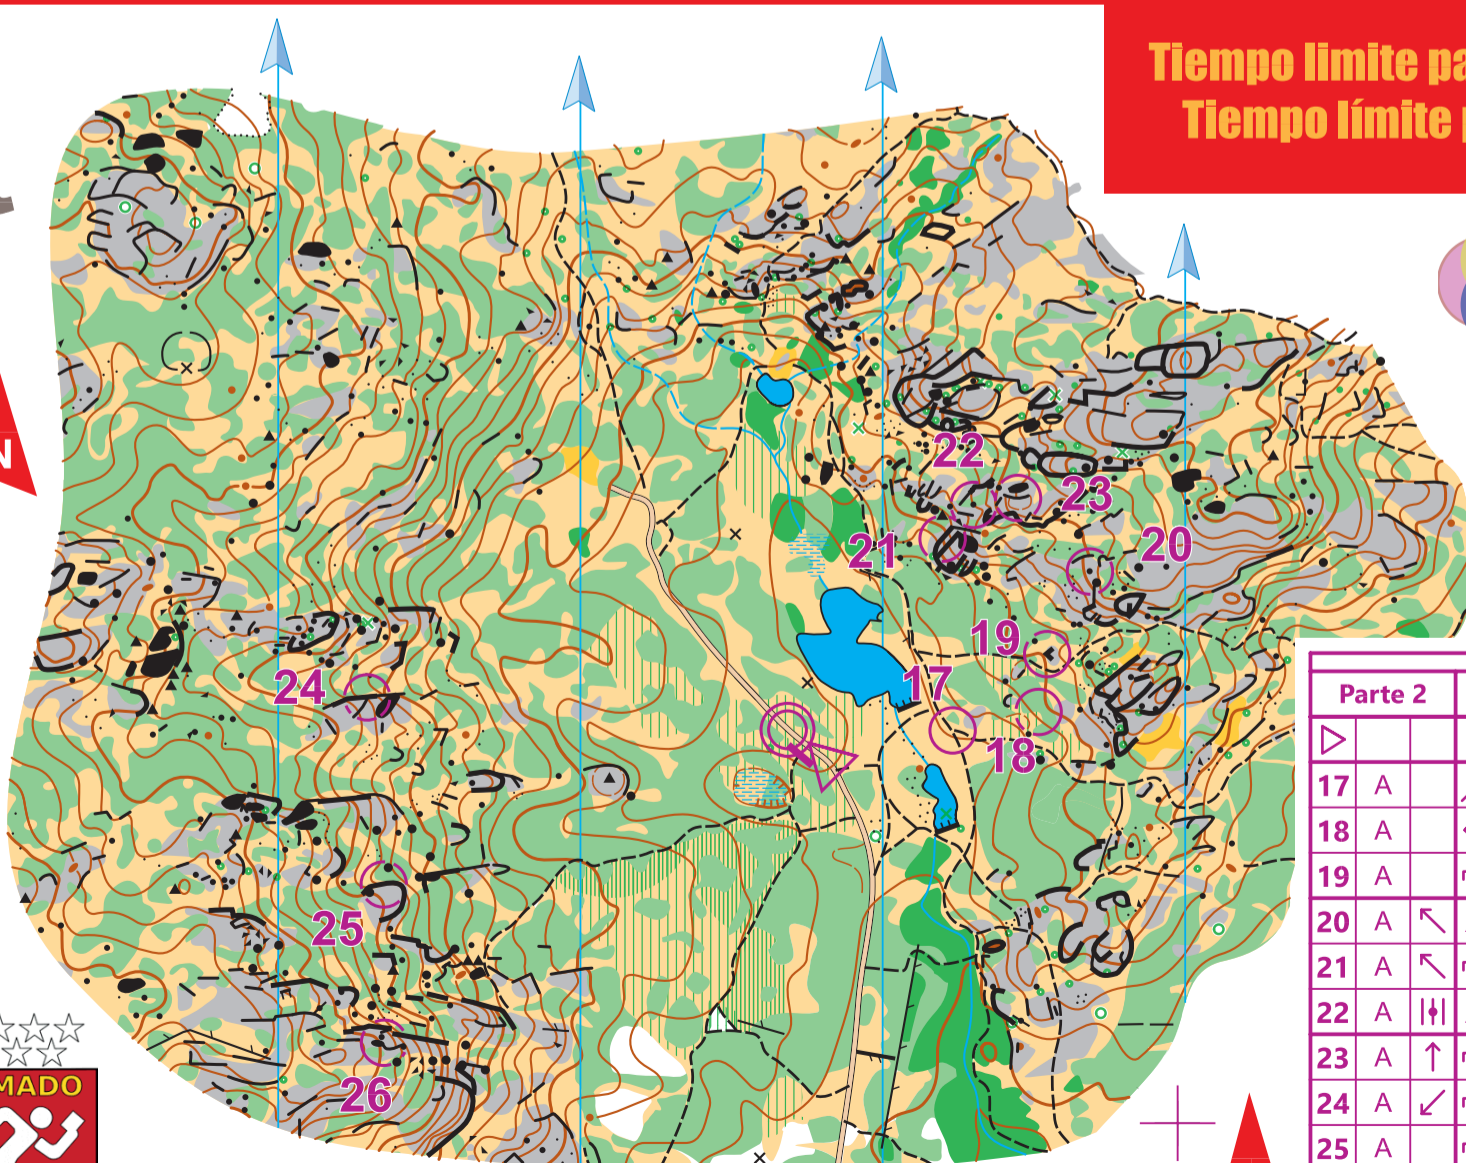 Tiempo limite pa
Tiempo límite p
N
22
23
21
20
19
17
24
18
25
26
Parte 2
17 A
18 A
19 A
20 A
21 A
22 A
23 A
24 A
25 A
MADO